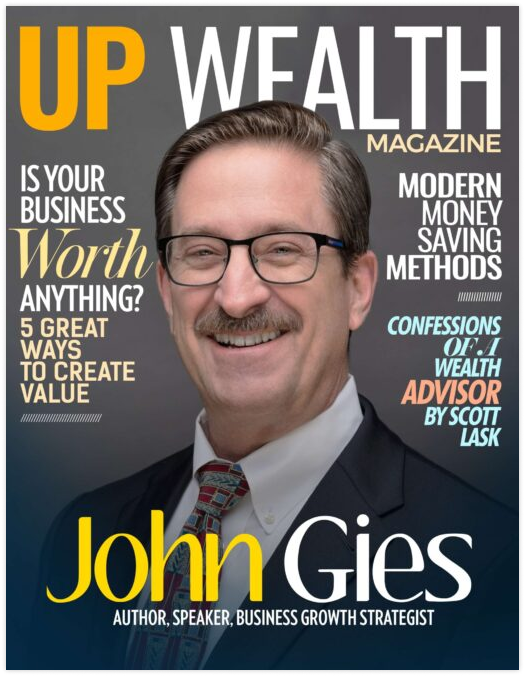 UP WEALTH
MAGAZINE
IS YOUR
BUSINESS
Worth
ANYTHING?
5 GREAT
WAYS
TO CREATE
VALUE
MODERN
MONEY
SAVING
METHODS
CONFESSIONS
OF A
WEALTH
ADVISOR
BY SCOTT
LASK
John Gies
AUTHOR, SPEAKER, BUSINESS GROWTH STRATEGIST